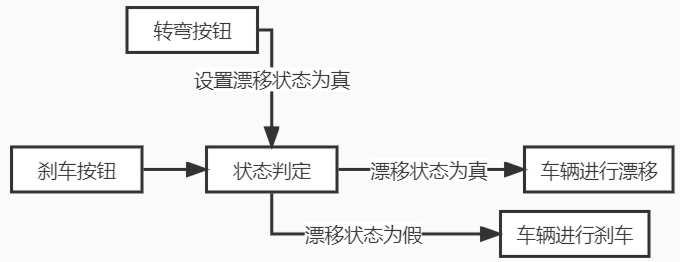 转弯按钮
设置漂移状态为真
刹车按钮
状态判定
漂移状态为真
车辆进行漂移
漂移状态为假
车辆进行刹车